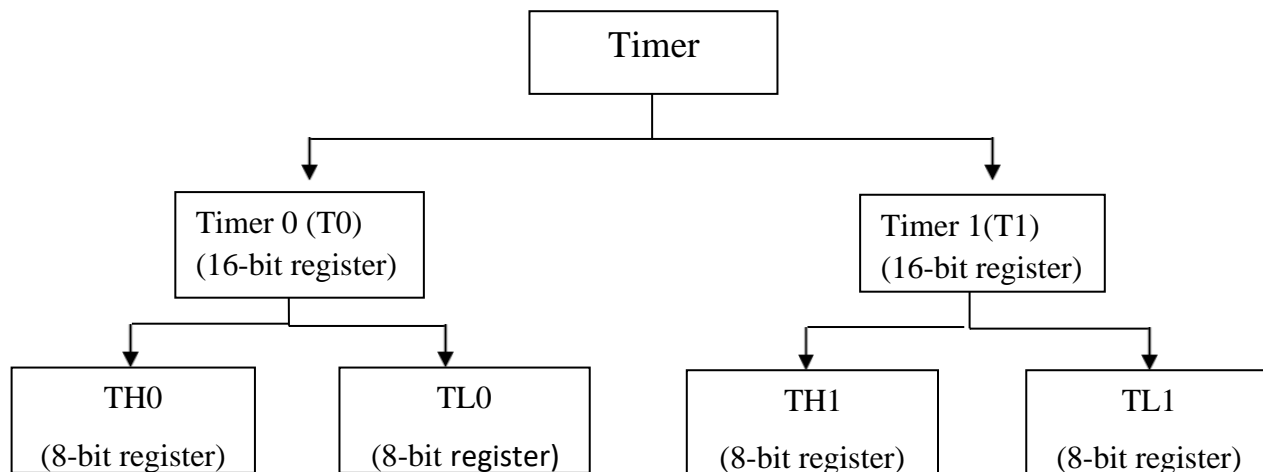 Timer
Timer 0 (T0)
(16-bit register)
Timer 1(T1)
(16-bit register)
TH0
(8-bit register)
TL0
(8-bit register)
TH1
(8-bit register)
TL1
(8-bit register)